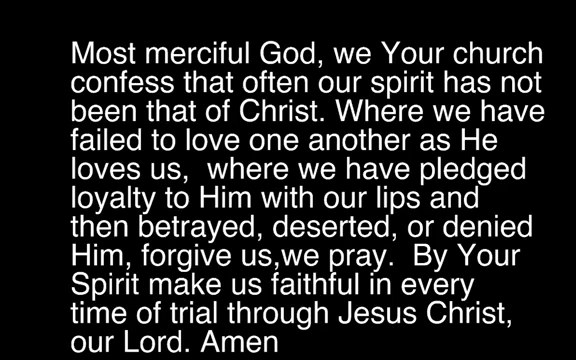 Most merciful God, we Your church
confess that often our spirit has not
been that of Christ. Where we have
failed to love one another as He
loves us,  where we have pledged
loyalty to Him with our lips and
then betrayed, deserted, or denied
Him, forgive us,we pray.  By Your
Spirit make us faithful in every
time of trial through Jesus Christ,
our Lord. Amen